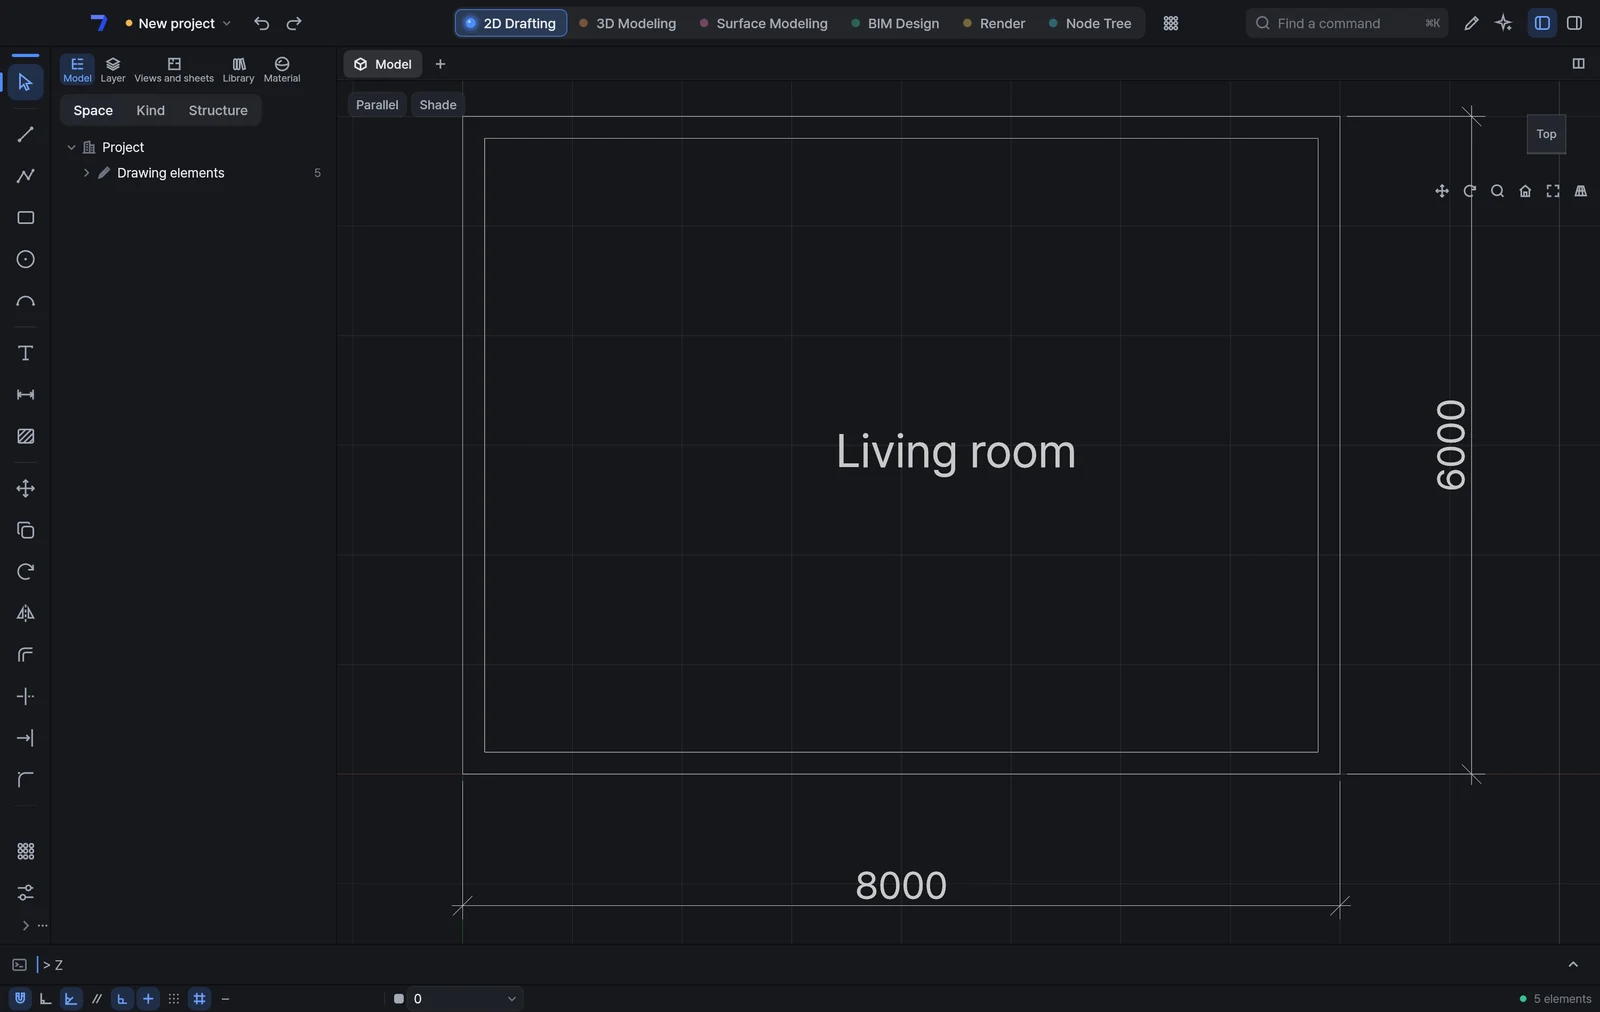 New project
2D Drafting
3D Modeling
Surface Modeling
BIM Design
Render
Node Tree
Find a command
⌘K
Model
Layer
Views and sheets
Library
Material
Model
Space
Kind
Structure
Parallel
Shade
Top
Project
Drawing elements
5
Living room
6000
8000
> Z
0
5 elements